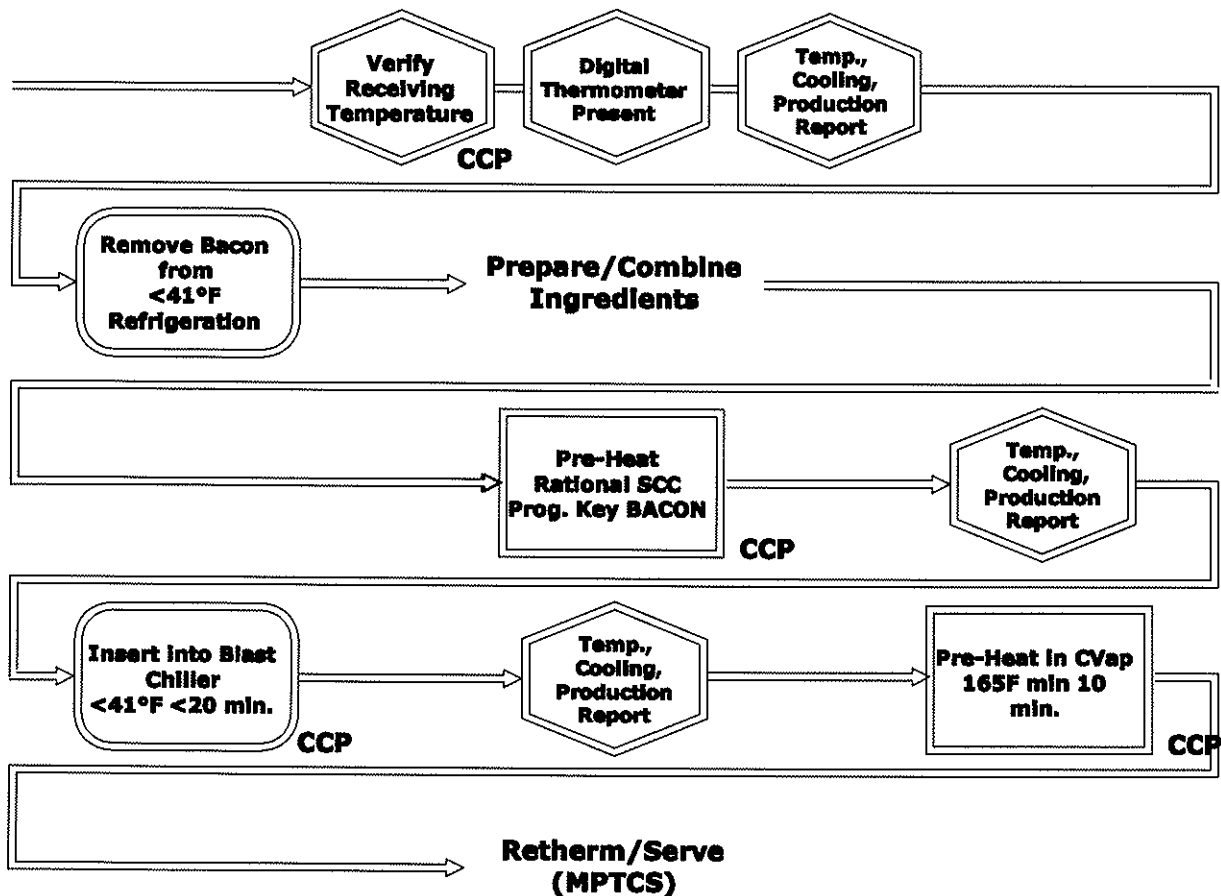 Verify
Receiving
Temperature
CCP
Digital
Thermometer
Present
Temp.,
Cooling,
Production
Report
Remove Bacon
from
<41°F
Refrigeration
Prepare/Combine
Ingredients
Pre-Heat
Rational SCC
Prog. Key BACON
CCP
Temp.,
Cooling,
Production
Report
Insert into Blast
Chiller
<41°F <20 min.
CCP
Temp.,
Cooling,
Production
Report
Pre-Heat in CVap
165F min 10
min.
CCP
Retherm/Serve
(MPTCS)